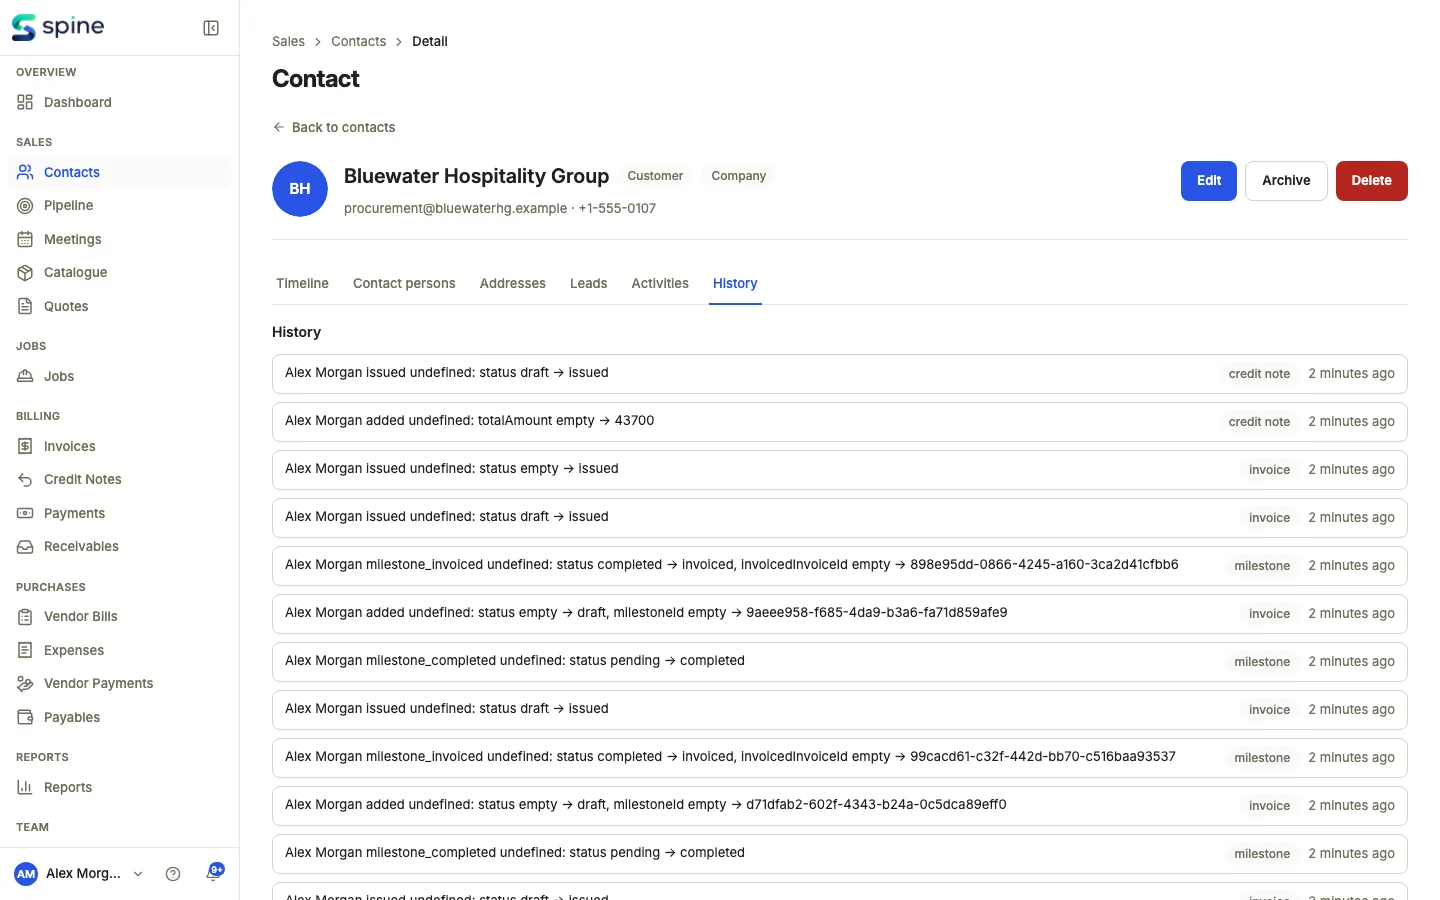 spine
OVERVIEW
Dashboard
SALES
Contacts
Pipeline
Meetings
Catalogue
Quotes
JOBS
Jobs
BILLING
Invoices
Credit Notes
Payments
Receivables
PURCHASES
Vendor Bills
Expenses
Vendor Payments
Payables
REPORTS
Reports
TEAM
AM Alex Morg... 9+
Sales > Contacts > Detail
Contact
← Back to contacts
BH
Bluewater Hospitality Group Customer Company
procurement@bluewaterhg.example · +1-555-0107
Edit Archive Delete
Timeline Contact persons Addresses Leads Activities History
History
Alex Morgan issued undefined: status draft → issued credit note 2 minutes ago
Alex Morgan added undefined: totalAmount empty → 43700 credit note 2 minutes ago
Alex Morgan issued undefined: status empty → issued invoice 2 minutes ago
Alex Morgan issued undefined: status draft → issued invoice 2 minutes ago
Alex Morgan milestone_invoiced undefined: status completed → invoiced, invoicedInvoiceId empty → 898e95dd-0866-4245-a160-3ca2d41cfbb6 milestone 2 minutes ago
Alex Morgan added undefined: status empty → draft, milestoneId empty → 9aeee958-f685-4da9-b3a6-fa71d859afe9 invoice 2 minutes ago
Alex Morgan milestone_completed undefined: status pending → completed milestone 2 minutes ago
Alex Morgan issued undefined: status draft → issued invoice 2 minutes ago
Alex Morgan milestone_invoiced undefined: status completed → invoiced, invoicedInvoiceId empty → 99cacd61-c32f-442d-bb70-c516baa93537 milestone 2 minutes ago
Alex Morgan added undefined: status empty → draft, milestoneId empty → d71dfab2-602f-4343-b24a-0c5dca89eff0 invoice 2 minutes ago
Alex Morgan milestone_completed undefined: status pending → completed milestone 2 minutes ago
Alex Morgan issued undefined: status draft → issued invoice 2 minutes ago